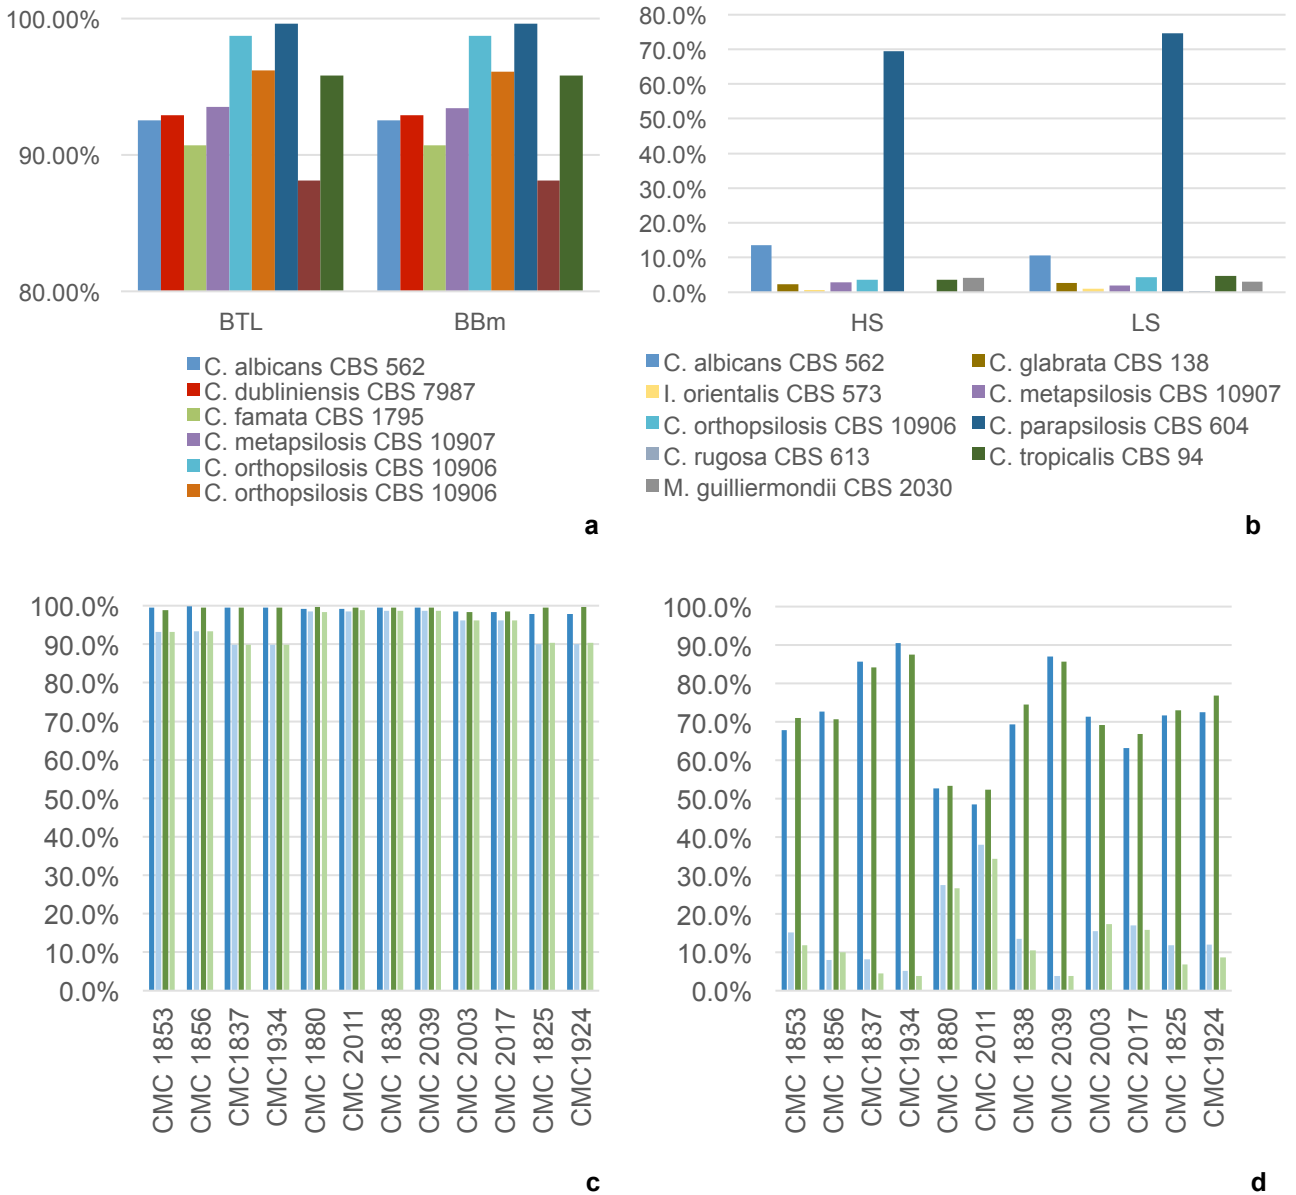 100.00%
90.00%
80.00%
BTL BBm
C. albicans CBS 562
C. dubliniensis CBS 7987
C. famata CBS 1795
C. metapsilosis CBS 10907
C. orthopsilosis CBS 10906
C. orthopsilosis CBS 10906
a
80.0%
70.0%
60.0%
50.0%
40.0%
30.0%
20.0%
10.0%
0.0%
HS LS
C. albicans CBS 562 C. glabrata CBS 138
I. orientalis CBS 573 C. metapsilosis CBS 10907
C. orthopsilosis CBS 10906 C. parapsilosis CBS 604
C. rugosa CBS 613 C. tropicalis CBS 94
M. guilliermondii CBS 2030
b
100.0%
90.0%
80.0%
70.0%
60.0%
50.0%
40.0%
30.0%
20.0%
10.0%
0.0%
CMC 1853
CMC 1856
CMC1837
CMC1934
CMC 1880
CMC 2011
CMC 1838
CMC 2039
CMC 2003
CMC 2017
CMC 1825
CMC1924
c
100.0%
90.0%
80.0%
70.0%
60.0%
50.0%
40.0%
30.0%
20.0%
10.0%
0.0%
CMC 1853
CMC 1856
CMC1837
CMC1934
CMC 1880
CMC 2011
CMC 1838
CMC 2039
CMC 2003
CMC 2017
CMC 1825
CMC1924
d